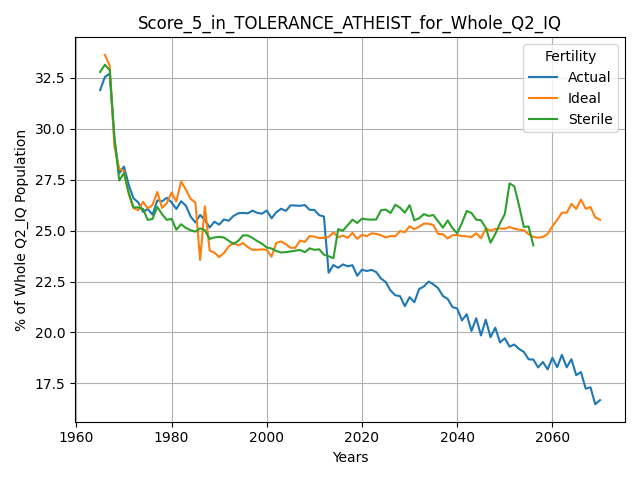 Score_5_in_TOLERANCE_ATHEIST_for_Whole_Q2_IQ
Fertility
Actual
Ideal
Sterile
% of Whole Q2_IQ Population
32.5
30.0
27.5
25.0
22.5
20.0
17.5
1960 1980 2000 2020 2040 2060
Years